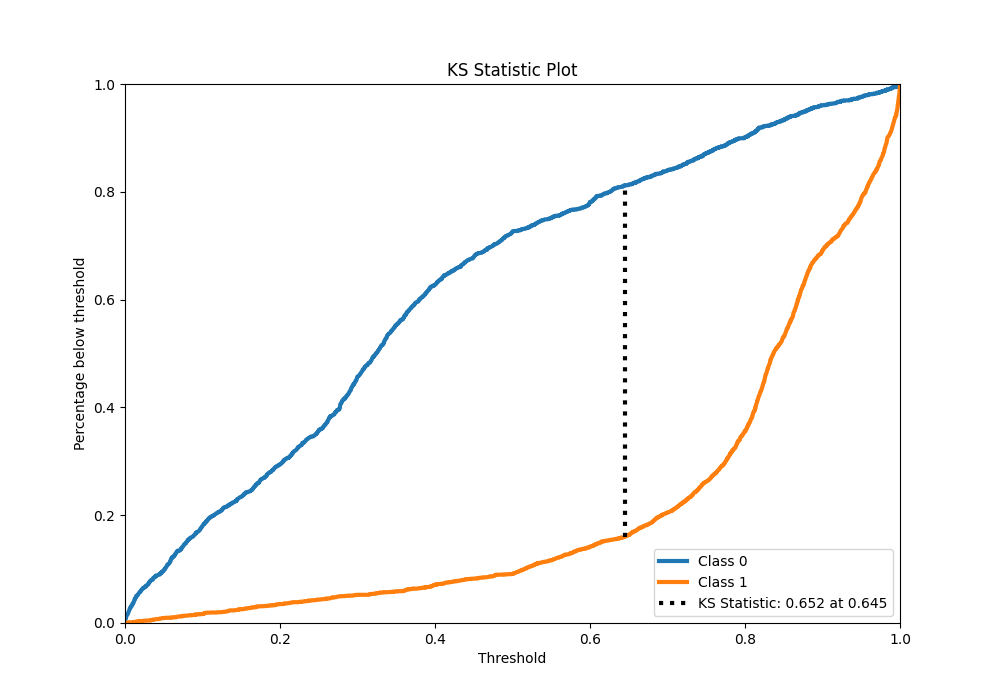 KS Statistic Plot
1.0
0.8
0.6
0.4
0.2
0.0
Percentage below threshold
0.0 0.2 0.4 0.6 0.8 1.0
Threshold
Class 0
Class 1
KS Statistic: 0.652 at 0.645